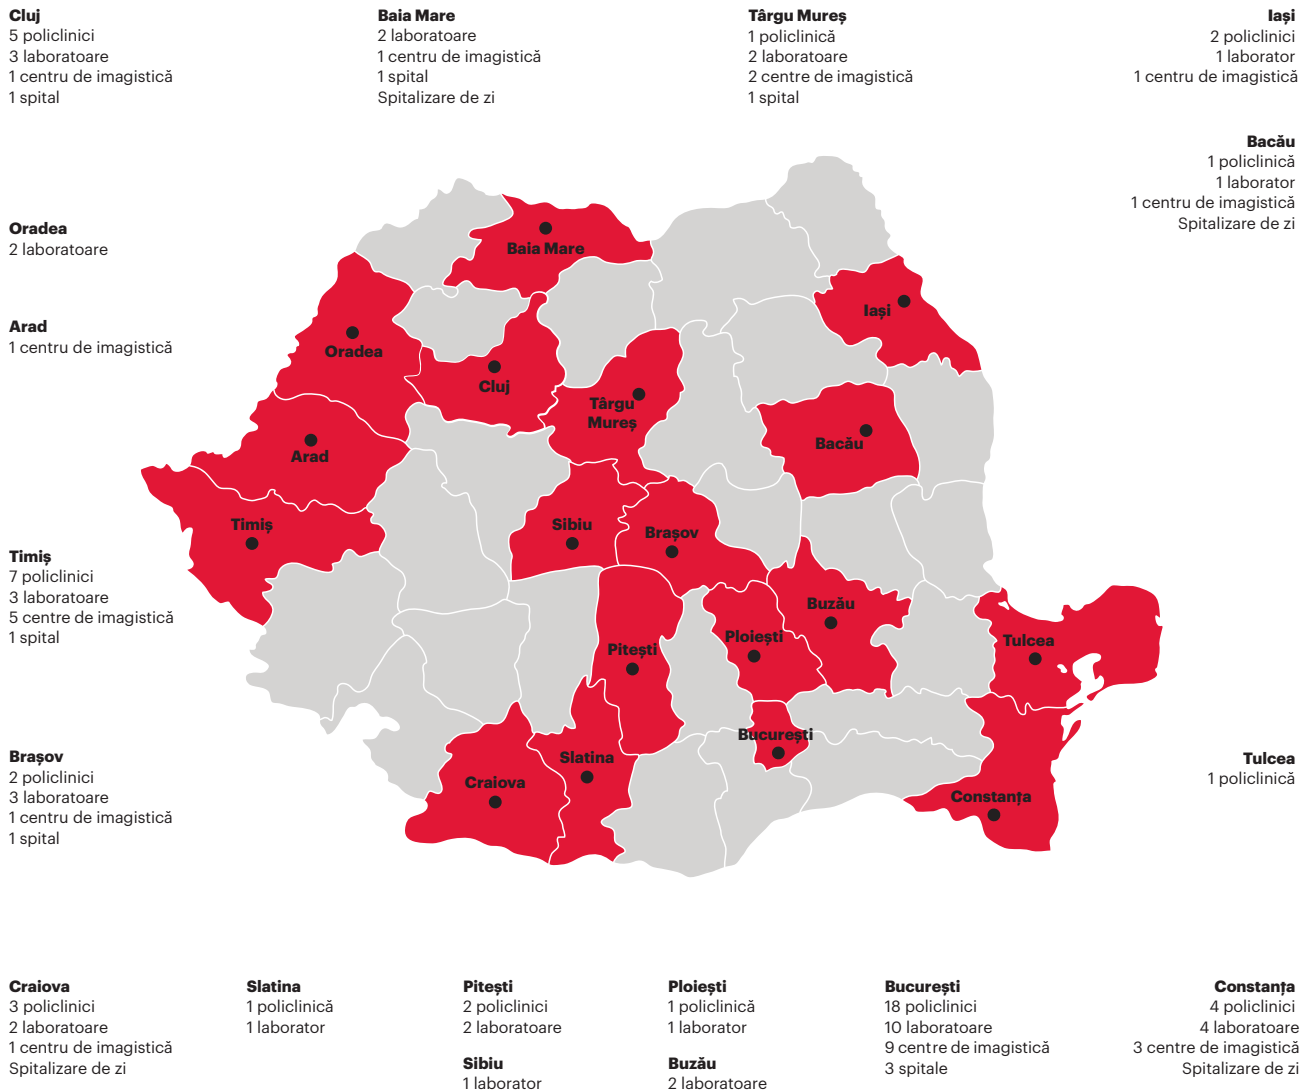 Cluj
5 policlinici
3 laboratoare
1 centru de imagistică
1 spital
Baia Mare
2 laboratoare
1 centru de imagistică
1 spital
Spitalizare de zi
Târgu Mureș
1 policlinică
2 laboratoare
2 centre de imagistică
1 spital
Iași
2 policlinici
1 laborator
1 centru de imagistică
Bacău
1 policlinică
1 laborator
1 centru de imagistică
Spitalizare de zi
Oradea
2 laboratoare
Arad
1 centru de imagistică
Timiș
7 policlinici
3 laboratoare
5 centre de imagistică
1 spital
Brașov
2 policlinici
3 laboratoare
1 centru de imagistică
1 spital
Baia Mare
Iași
Oradea
Cluj
Târgu
Mureș
Bacău
Arad
Timiș
Sibiu
Brașov
Buzău
Ploiești
Tulcea
Pitești
București
Slatina
Craiova
Constanța
Tulcea
1 policlinică
Craiova
3 policlinici
2 laboratoare
1 centru de imagistică
Spitalizare de zi
Slatina
1 policlinică
1 laborator
Pitești
2 policlinici
2 laboratoare
Sibiu
1 laborator
Ploiești
1 policlinică
1 laborator
Buzău
2 laboratoare
București
18 policlinici
10 laboratoare
9 centre de imagistică
3 spitale
Constanța
4 policlinici
4 laboratoare
3 centre de imagistică
Spitalizare de zi